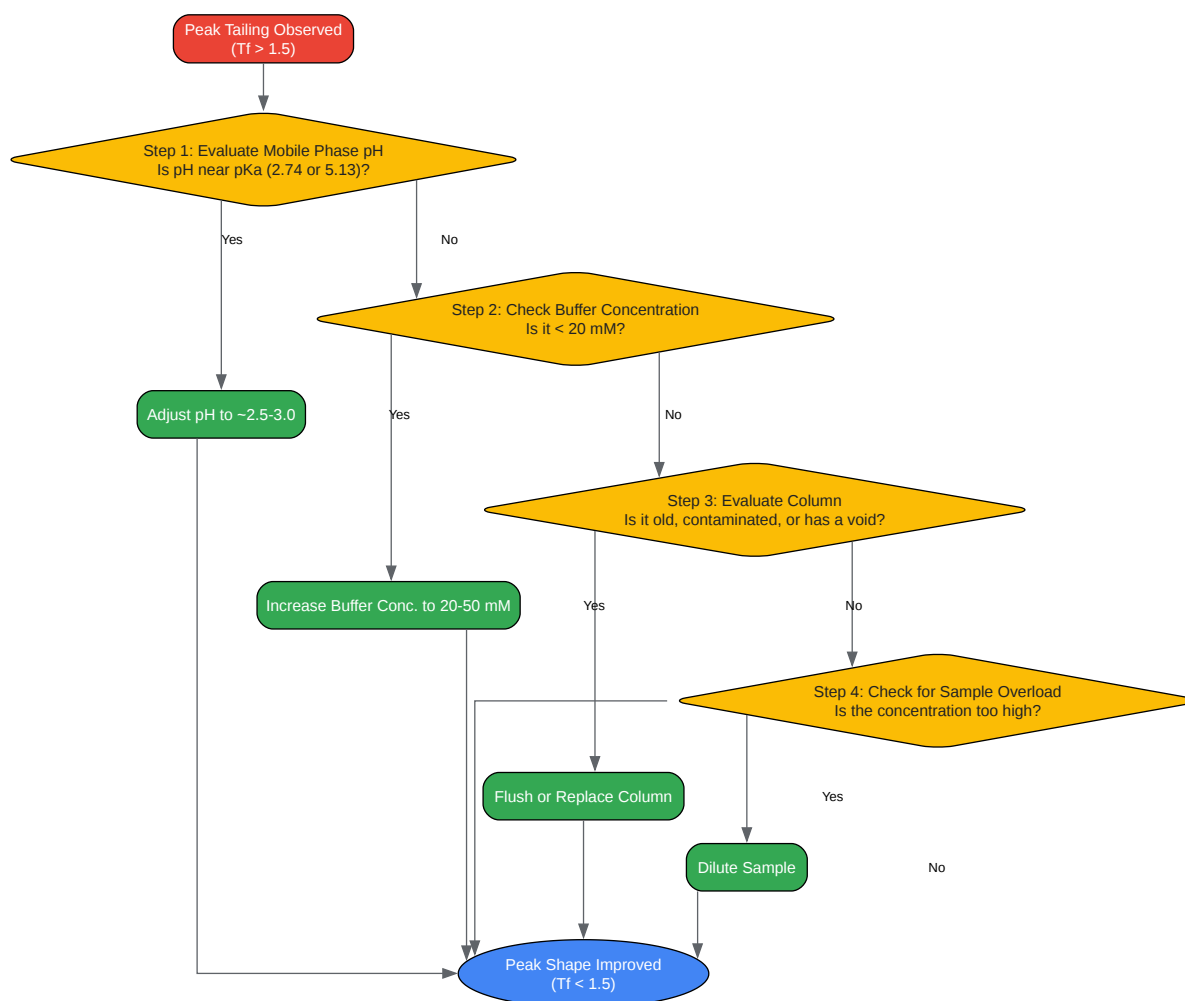 Peak Tailing Observed
(Tf > 1.5)
Step 1: Evaluate Mobile Phase pH
Is pH near pKa (2.74 or 5.13)?
Yes
No
Step 2: Check Buffer Concentration
Is it < 20 mM?
Adjust pH to ~2.5-3.0
Yes
No
Step 3: Evaluate Column
Is it old, contaminated, or has a void?
Increase Buffer Conc. to 20-50 mM
Yes
No
Step 4: Check for Sample Overload
Is the concentration too high?
Flush or Replace Column
Yes
Dilute Sample
No
Peak Shape Improved
(Tf < 1.5)